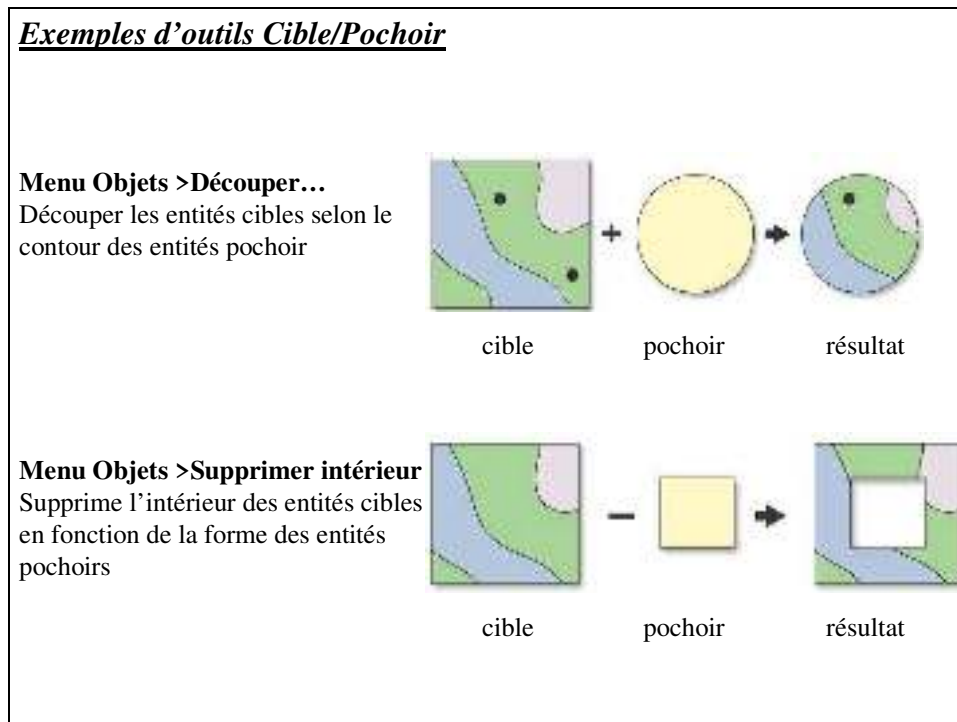 Exemples d’outils Cible/Pochoir
Menu Objets >Découper…
Découper les entités cibles selon le
contour des entités pochoir
cible pochoir résultat
Menu Objets >Supprimer intérieur
Supprime l’intérieur des entités cibles
en fonction de la forme des entités
pochoirs
cible pochoir résultat